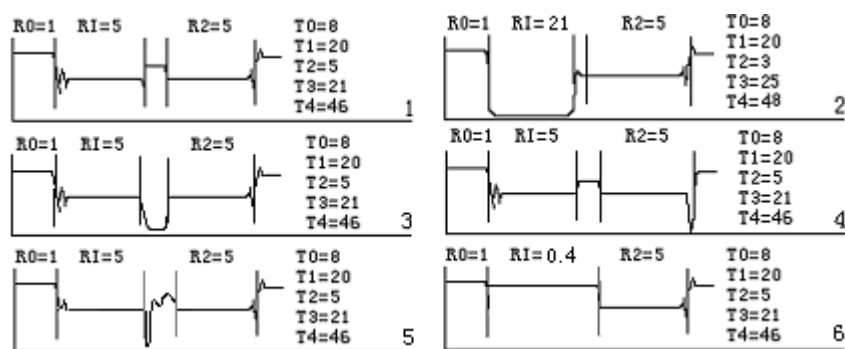 R0=1 RI=5 R2=5 T0=8
T1=20
T2=5
T3=21
T4=46
1
R0=1 RI=21 R2=5 T0=8
T1=20
T2=3
T3=25
T4=48
2
R0=1 RI=5 R2=5 T0=8
T1=20
T2=5
T3=21
T4=46
3
R0=1 RI=5 R2=5 T0=8
T1=20
T2=5
T3=21
T4=46
4
R0=1 RI=5 R2=5 T0=8
T1=20
T2=5
T3=21
T4=46
5
R0=1 RI=0.4 R2=5 T0=8
T1=20
T2=5
T3=21
T4=46
6